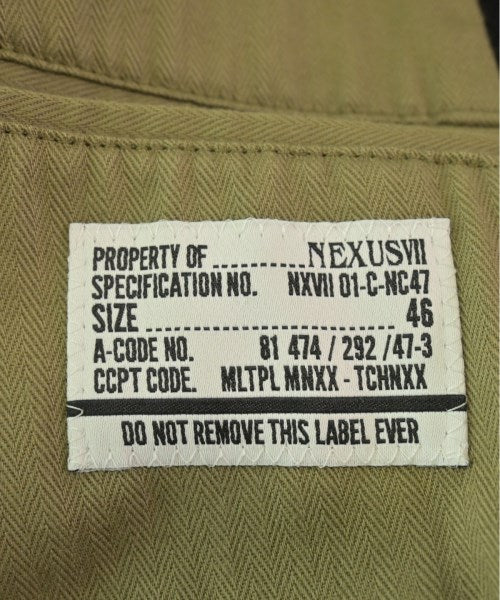 PROPERTY OF ............ NEXUSVII
SPECIFICATION NO. NXVII 01-C-NC47
SIZE ................................ 46
A-CODE NO. 81 474 / 292 / 47-3
CCPT CODE. MLTPL MNXX - TCHNXX
DO NOT REMOVE THIS LABEL EVER